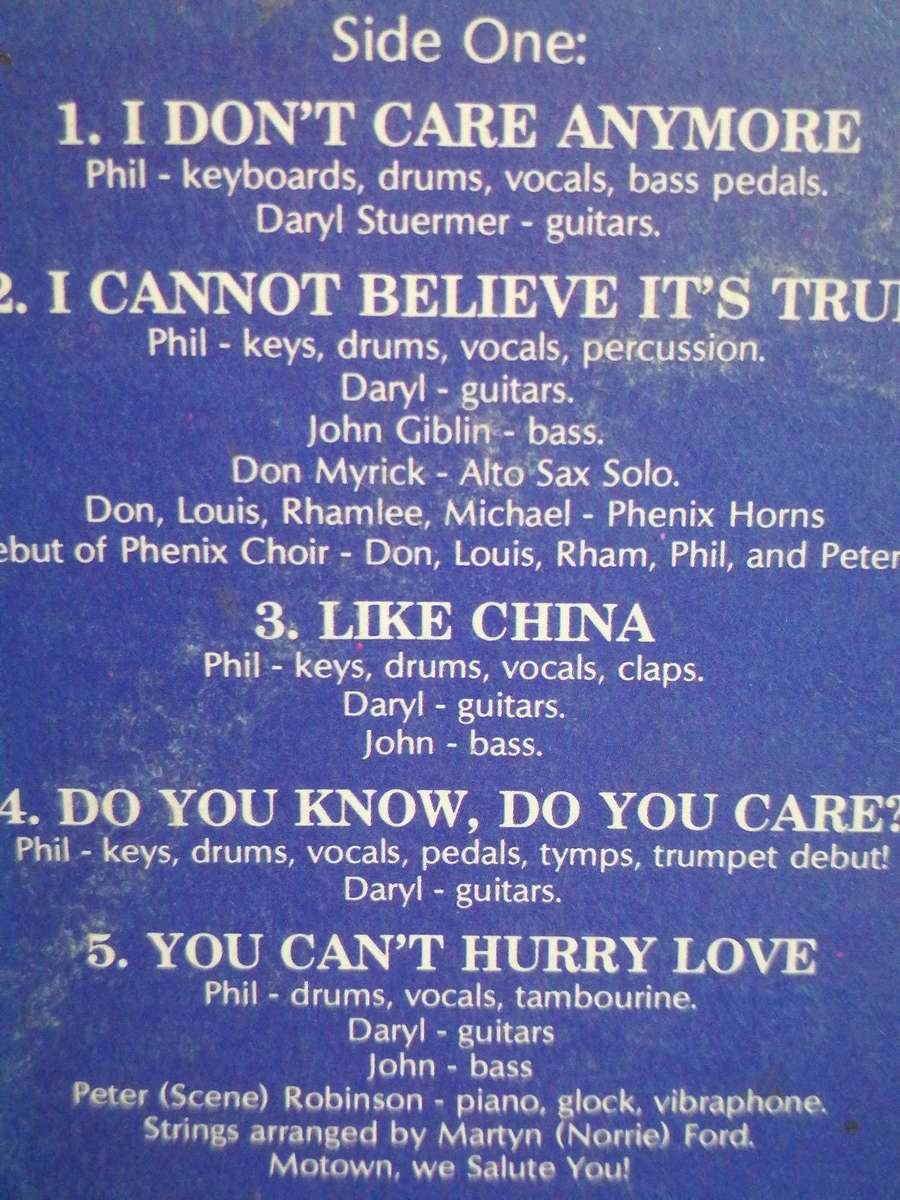 Side One:
1. I DON'T CARE ANYMORE
Phil - keyboards, drums, vocals, bass pedals.
Daryl Stuermer - guitars.
2. I CANNOT BELIEVE IT'S TRU
Phil - keys, drums, vocals, percussion.
Daryl - guitars.
John Giblin - bass.
Don Myrick - Alto Sax Solo.
Don, Louis, Rhamlee, Michael - Phenix Horns
ebut of Phenix Choir - Don, Louis, Rham, Phil, and Peter
3. LIKE CHINA
Phil - keys, drums, vocals, claps.
Daryl - guitars.
John - bass.
4. DO YOU KNOW, DO YOU CARE?
Phil - keys, drums, vocals, pedals, tymps, trumpet debut!
Daryl - guitars.
5. YOU CAN'T HURRY LOVE
Phil - drums, vocals, tambourine.
Daryl - guitars
John - bass
Peter (Scene) Robinson - piano, glock, vibraphone.
Strings arranged by Martyn (Norrie) Ford.
Motown, we Salute You!